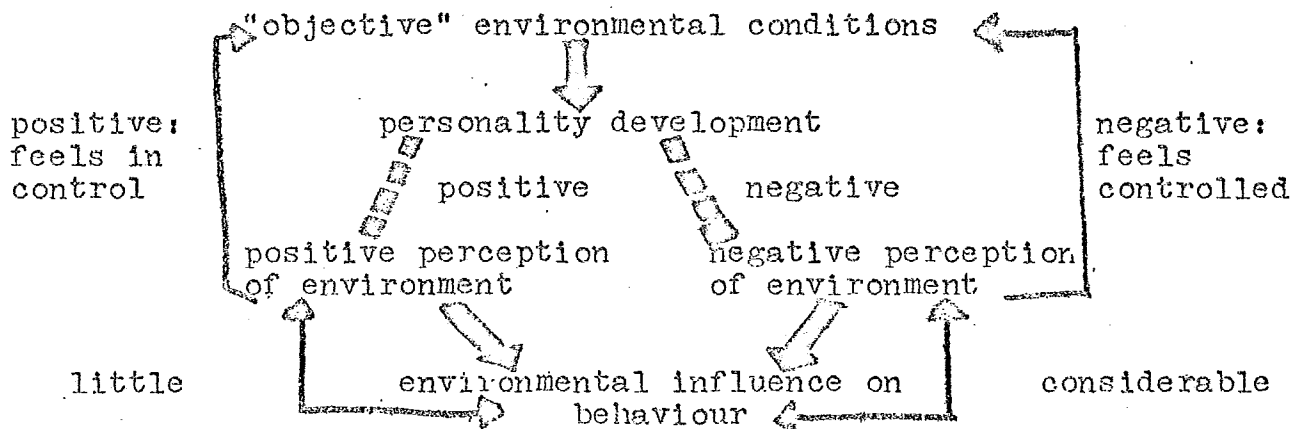 "objective" environmental conditions
positive:
feels in
control
personality development
negative:
feels
controlled
positive
negative
positive perception
of environment
negative perception
of environment
little
environmental influence on
behaviour
considerable